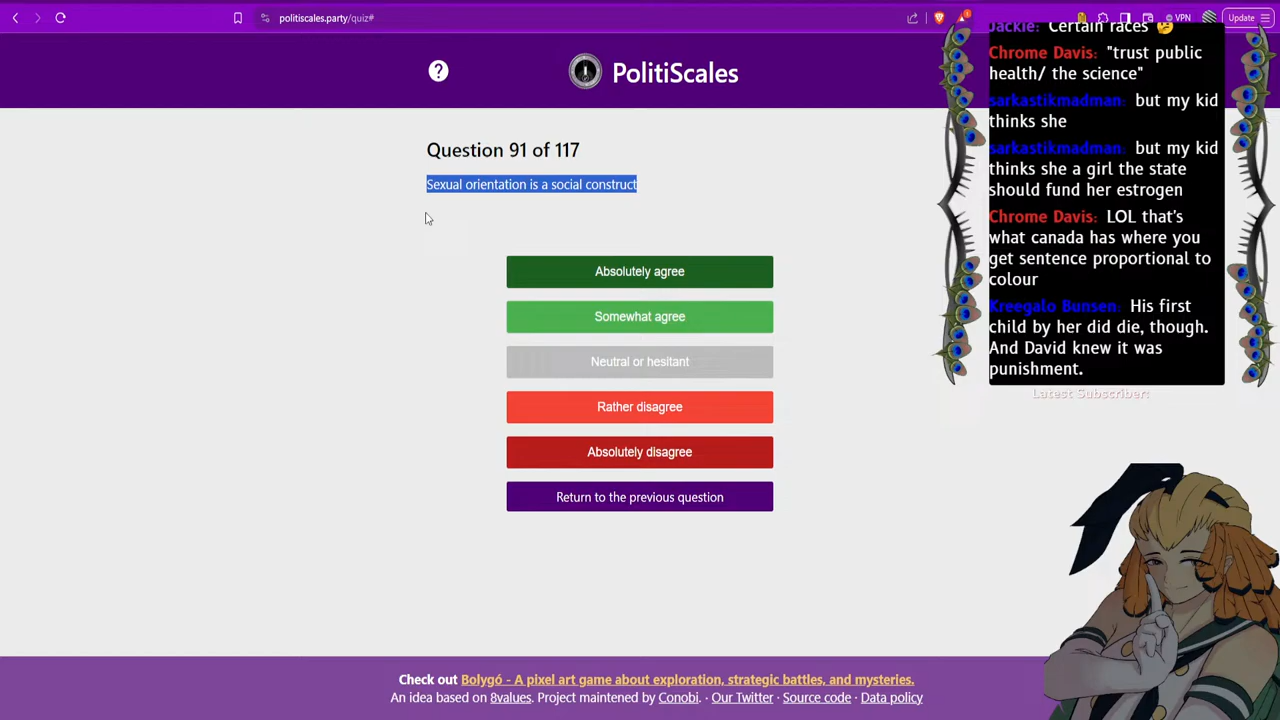 politiscales.party/quiz#
VPN
Update
PolitiScales
Question 91 of 117
Sexual orientation is a social construct
Absolutely agree
Somewhat agree
Neutral or hesitant
Rather disagree
Absolutely disagree
Return to the previous question
Check out Bolygó - A pixel art game about exploration, strategic battles, and mysteries.
An idea based on 8values. Project maintened by Conobi. · Our Twitter · Source code · Data policy
Jackie: Certain races 🤔
Chrome Davis: "trust public
health/ the science"
sarkastikmadman: but my kid
thinks she
sarkastikmadman: but my kid
thinks she a girl the state
should fund her estrogen
Chrome Davis: LOL that's
what canada has where you
get sentence proportional to
colour
Kreegalo Bunsen: His first
child by her did die, though.
And David knew it was
punishment.
Latest Subscriber: